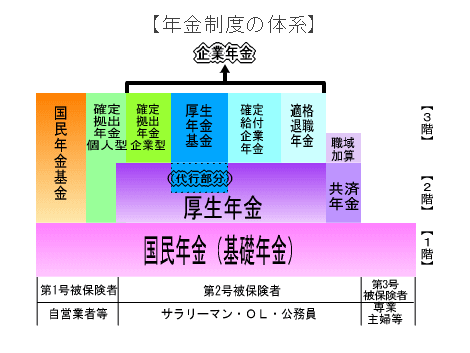 【年金制度の体系】
企業年金
国民年金基金
確定
拠出
年金
個人型
確定
拠出
年金
企業型
厚生
年金
基金
確定
給付
企業
年金
適格
退職
年金
職域
加算
【3階】
(代行部分)
厚生年金
共済
年金
【2階】
国民年金(基礎年金)
【1階】
第1号被保険者
第2号被保険者
第3号
被保険者
自営業者等
サラリーマン・OL・公務員
専業
主婦等